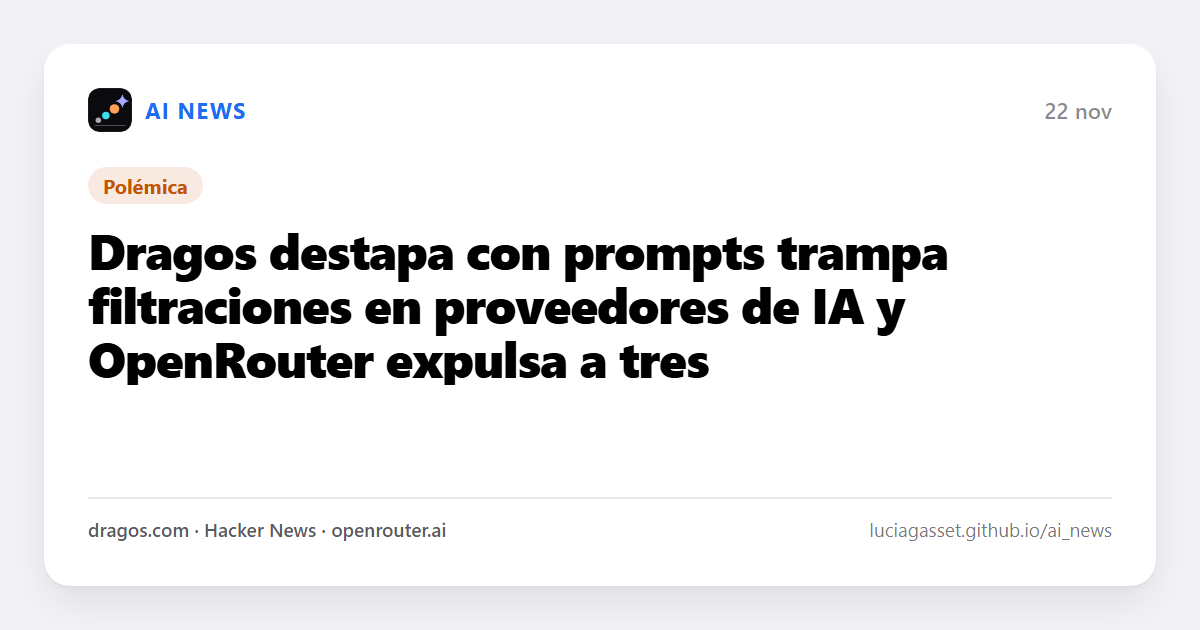 AI NEWS
22 nov
Polémica
Dragos destapa con prompts trampa
filtraciones en proveedores de IA y
OpenRouter expulsa a tres
dragos.com · Hacker News · openrouter.ai
luciagasset.github.io/ai_news